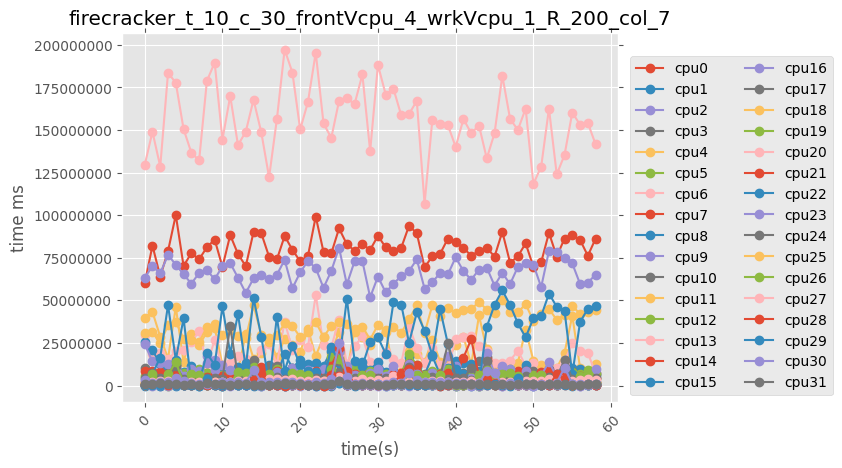 firecracker_t_10_c_30_frontVcpu_4_wrkVcpu_1_R_200_col_7
200000000
175000000
150000000
125000000
100000000
75000000
50000000
25000000
0
time ms
0
10
20
30
40
50
60
time(s)
cpu0
cpu1
cpu2
cpu3
cpu4
cpu5
cpu6
cpu7
cpu8
cpu9
cpu10
cpu11
cpu12
cpu13
cpu14
cpu15
cpu16
cpu17
cpu18
cpu19
cpu20
cpu21
cpu22
cpu23
cpu24
cpu25
cpu26
cpu27
cpu28
cpu29
cpu30
cpu31